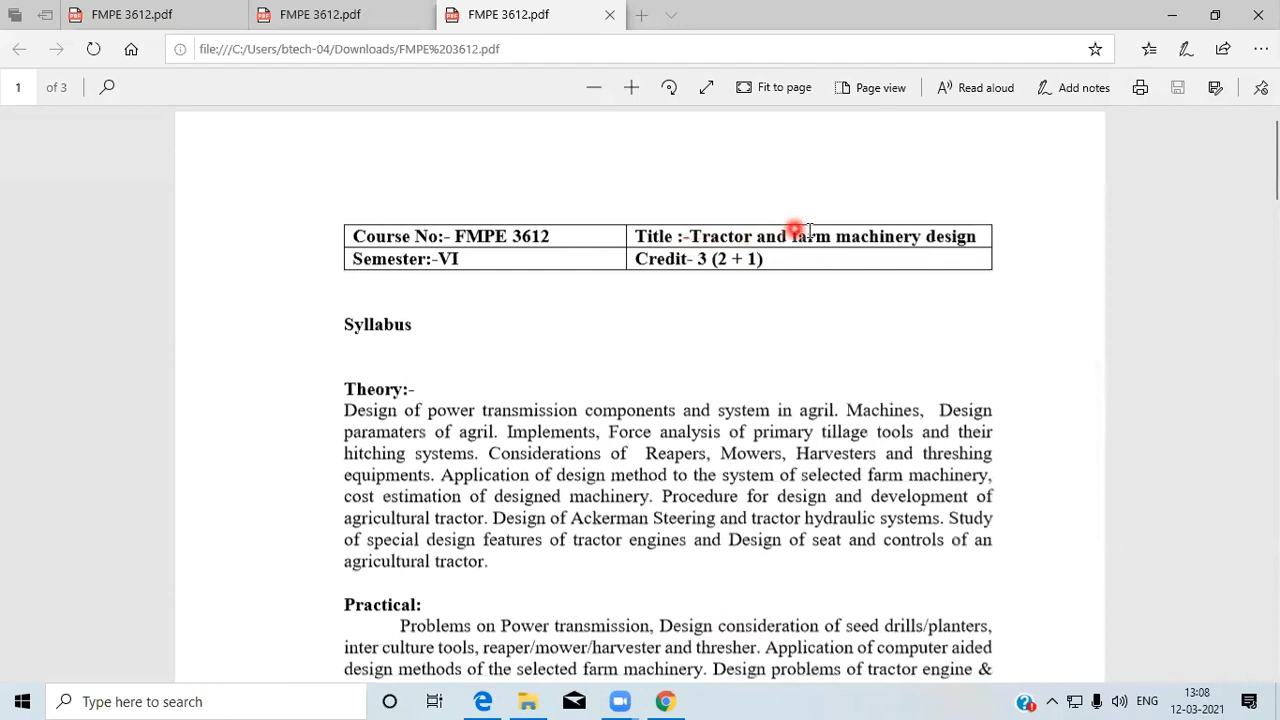 FMPE 3612.pdf
FMPE 3612.pdf
FMPE 3612.pdf
file:///C:/Users/btech-04/Downloads/FMPE%203612.pdf
1 of 3
Fit to page
Page view
Read aloud
Add notes
Course No:- FMPE 3612
Title :-Tractor and farm machinery design
Semester:-VI
Credit- 3 (2 + 1)
Syllabus
Theory:-
Design of power transmission components and system in agril. Machines, Design
paramaters of agril. Implements, Force analysis of primary tillage tools and their
hitching systems. Considerations of Reapers, Mowers, Harvesters and threshing
equipments. Application of design method to the system of selected farm machinery,
cost estimation of designed machinery. Procedure for design and development of
agricultural tractor. Design of Ackerman Steering and tractor hydraulic systems. Study
of special design features of tractor engines and Design of seat and controls of an
agricultural tractor.
Practical:
Problems on Power transmission, Design consideration of seed drills/planters,
inter culture tools, reaper/mower/harvester and thresher. Application of computer aided
design methods of the selected farm machinery. Design problems of tractor engine &
Type here to search
ENG
13:08
12-03-2021